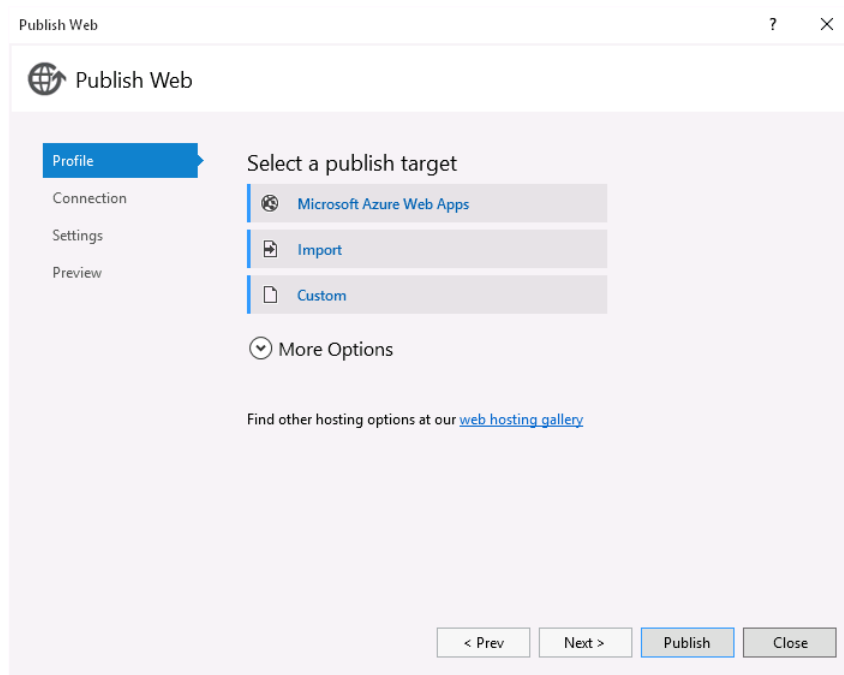 Publish Web
?
Publish Web
Profile
Connection
Settings
Preview
Select a publish target
Microsoft Azure Web Apps
Import
Custom
More Options
Find other hosting options at our web hosting gallery
< Prev
Next >
Publish
Close